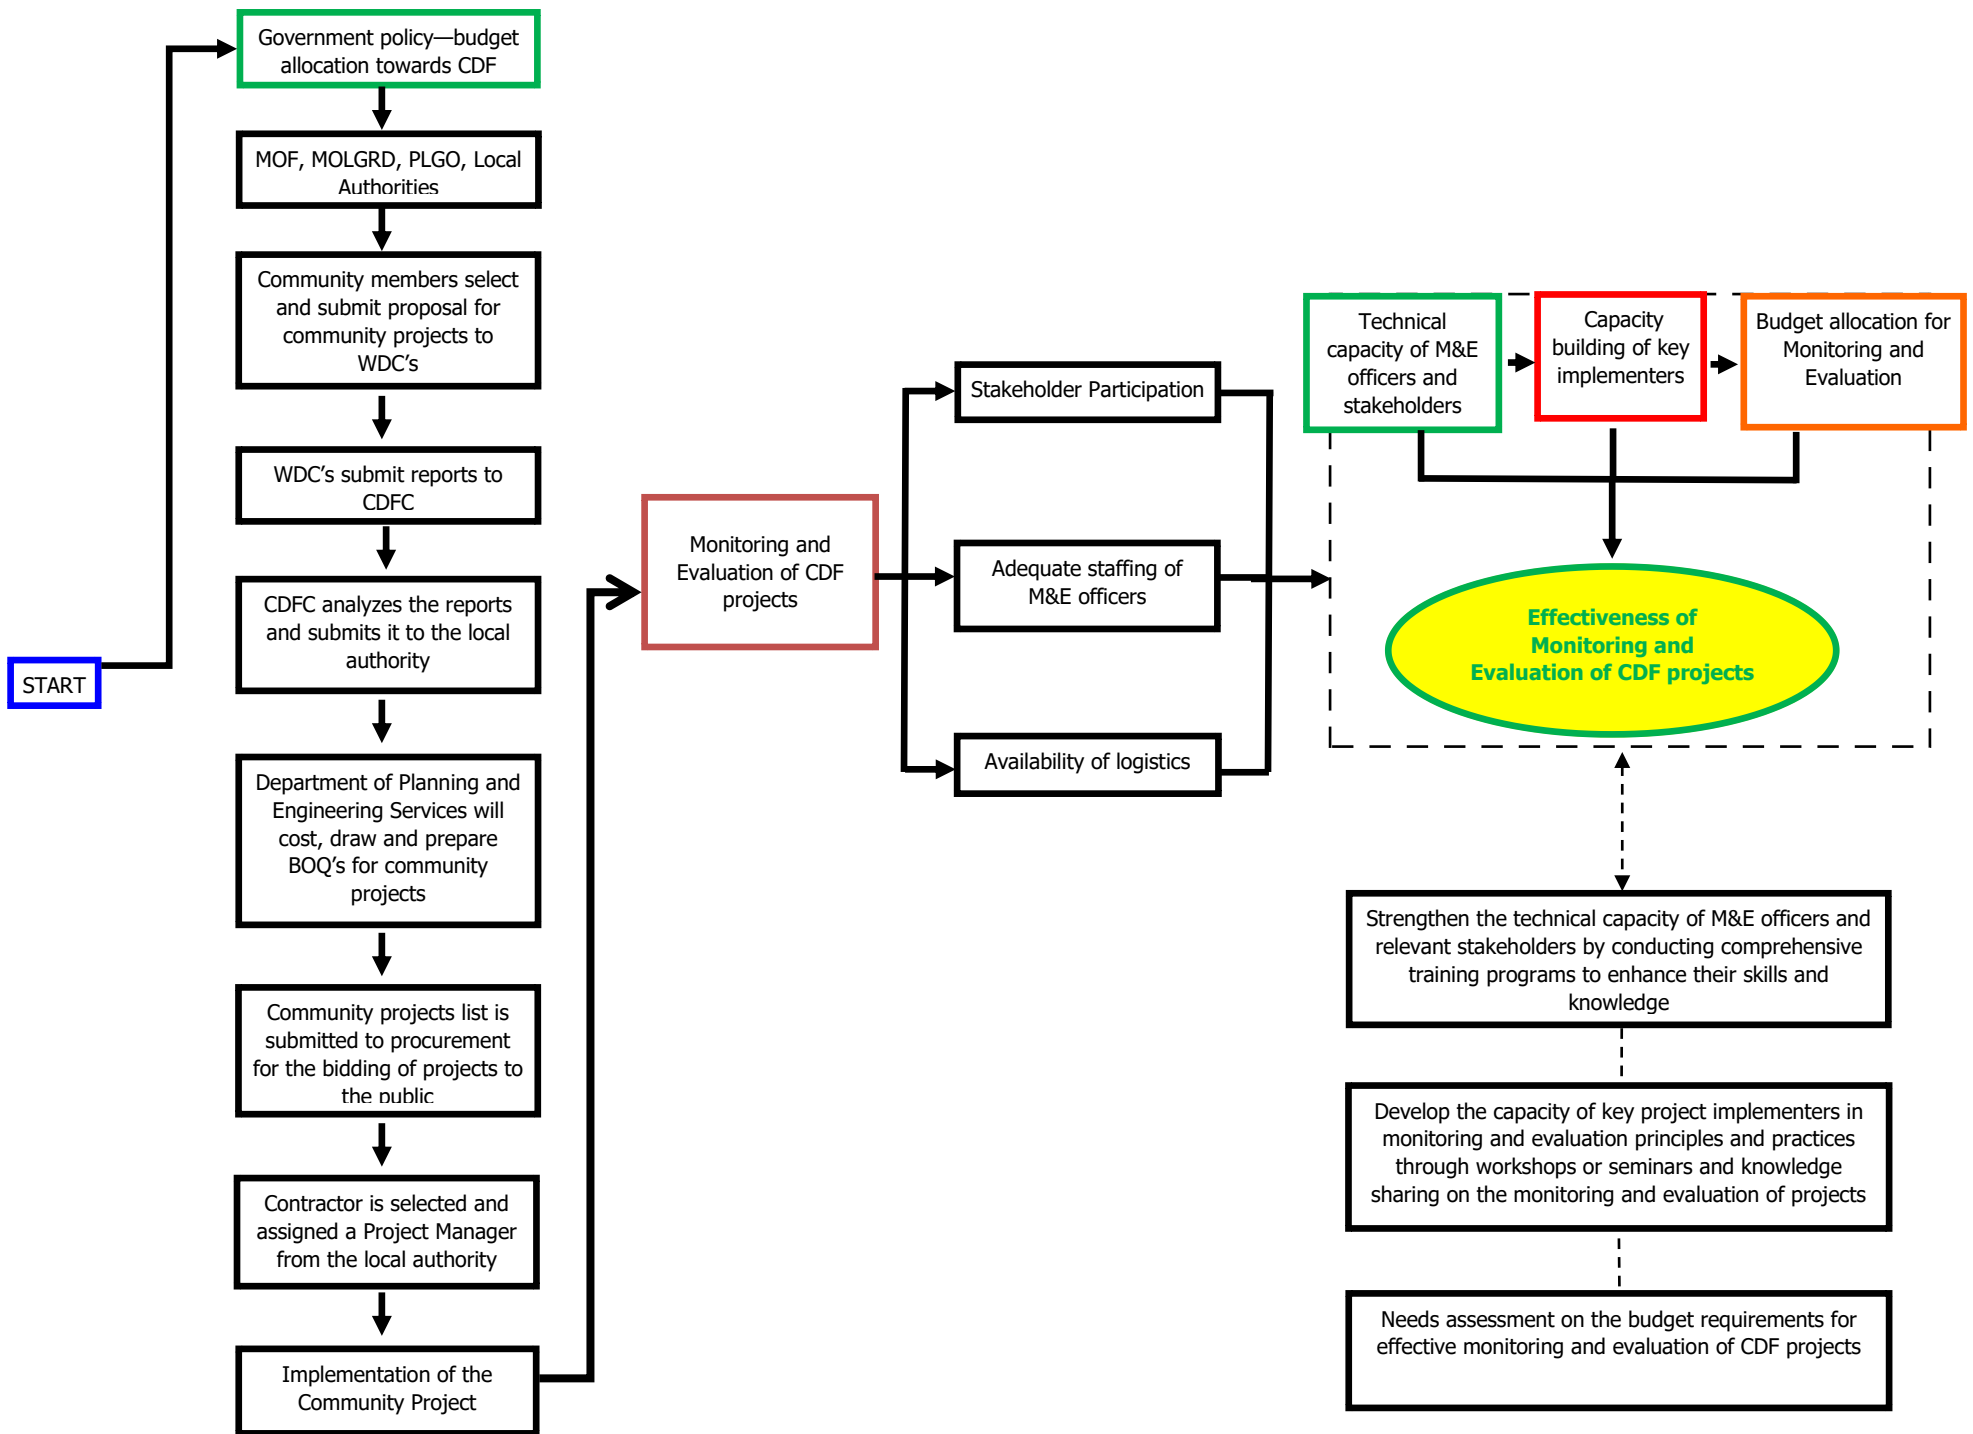 Government policy—budget
allocation towards CDF
MOF, MOLGRD, PLGO, Local
Authorities
Community members select
and submit proposal for
community projects to
WDC's
WDC's submit reports to
CDFC
CDFC analyzes the reports
and submits it to the local
authority
START
Department of Planning and
Engineering Services will
cost, draw and prepare
BOQ's for community
projects
Community projects list is
submitted to procurement
for the bidding of projects to
the public
Contractor is selected and
assigned a Project Manager
from the local authority
Implementation of the
Community Project
Monitoring and
Evaluation of CDF
projects
Stakeholder Participation
Adequate staffing of
M&E officers
Availability of logistics
Technical
capacity of M&E
officers and
stakeholders
Capacity
building of key
implementers
Budget allocation for
Monitoring and
Evaluation
Effectiveness of
Monitoring and
Evaluation of CDF projects
Strengthen the technical capacity of M&E officers and
relevant stakeholders by conducting comprehensive
training programs to enhance their skills and
knowledge
Develop the capacity of key project implementers in
monitoring and evaluation principles and practices
through workshops or seminars and knowledge
sharing on the monitoring and evaluation of projects
Needs assessment on the budget requirements for
effective monitoring and evaluation of CDF projects